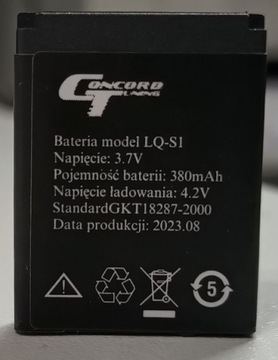 CONCORD
TUNING
Bateria model LQ-S1
Napięcie: 3.7V
Pojemność baterii: 380mAh
Napięcie ładowania: 4.2V
StandardGKT18287-2000
Data produkcji: 2023.08
5